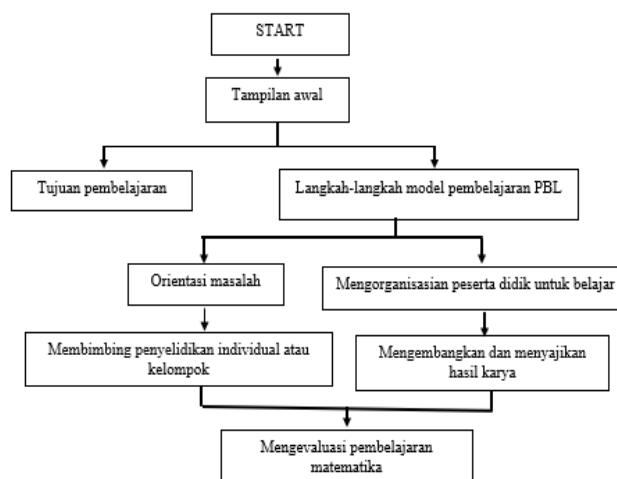 START
Tampilan awal
Tujuan pembelajaran
Langkah-langkah model pembelajaran PBL
Orientasi masalah
Mengorganisasian peserta didik untuk belajar
Membimbing penyelidikan individual atau
kelompok
Mengembangkan dan menyajikan
hasil karya
Mengevaluasi pembelajaran
matematika